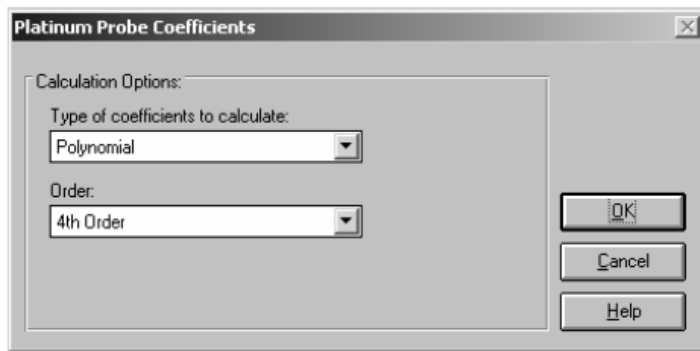 Platinum Probe Coefficients
Calculation Options:
Type of coefficients to calculate:
Polynomial
Order:
4th Order
OK
Cancel
Help